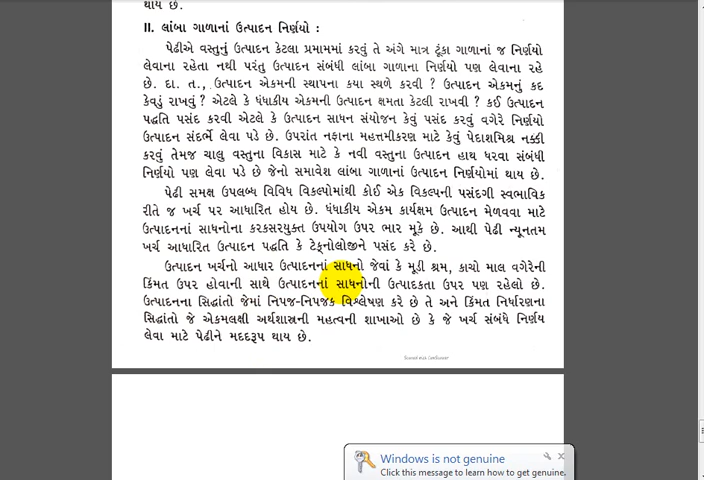 થાય છે.
II. લાંબા ગાળાનાં ઉત્પાદન નિર્ણયો :
પેઢીએ વસ્તુનું ઉત્પાદન કેટલા પ્રમામમાં કરવું તે અંગે માત્ર ટૂંકા ગાળાનાં જ નિર્ણયો
લેવાના રહેતા નથી પરંતુ ઉત્પાદન સંબંધી લાંબા ગાળાના નિર્ણયો પણ લેવાના રહે
છે. દા. ત., ઉત્પાદન એકમની સ્થાપના કયા સ્થળે કરવી ? ઉત્પાદન એકમનું કદ
કેવડું રાખવું ? એટલે કે ધંધાકીય એકમની ઉત્પાદન ક્ષમતા કેટલી રાખવી ? કઈ ઉત્પાદન
પદ્ધતિ પસંદ કરવી એટલે કે ઉત્પાદન સાધન સંયોજન કેવું પસંદ કરવું વગેરે નિર્ણયો
ઉત્પાદન સંદર્ભે લેવા પડે છે. ઉપરાંત નફાના મહત્તમીકરણ માટે કેવું પેદાશમિશ્ર નક્કી
કરવું તેમજ ચાલુ વસ્તુના વિકાસ માટે કે નવી વસ્તુના ઉત્પાદન હાથ ધરવા સંબંધી
નિર્ણયો પણ લેવા પડે છે જેનો સમાવેશ લાંબા ગાળાનાં ઉત્પાદન નિર્ણયોમાં થાય છે.
પેઢી સમક્ષ ઉપલબ્ધ વિવિધ વિકલ્પોમાંથી કોઈ એક વિકલ્પની પસંદગી સ્વભાવિક
રીતે જ ખર્ચ પર આધારિત હોય છે. ધંધાકીય એકમ કાર્યક્ષમ ઉત્પાદન મેળવવા માટે
ઉત્પાદનનાં સાધનોના કરકસરયુક્ત ઉપયોગ ઉપર ભાર મૂકે છે. આથી પેઢી ન્યૂનતમ
ખર્ચ આધારિત ઉત્પાદન પદ્ધતિ કે ટેક્નોલોજીને પસંદ કરે છે.
ઉત્પાદન ખર્ચનો આધાર ઉત્પાદનનાં સાધનો જેવાં કે મૂડી શ્રમ, કાચો માલ વગેરેની
કિંમત ઉપર હોવાની સાથે ઉત્પાદનનાં સાધનોની ઉત્પાદકતા ઉપર પણ રહેલો છે.
ઉત્પાદનના સિદ્ધાંતો જેમાં નિપજ-નિપજક વિશ્લેષણ કરે છે તે અને કિંમત નિર્ધારણના
સિદ્ધાંતો જે એકમલક્ષી અર્થશાસ્ત્રની મહત્વની શાખાઓ છે કે જે ખર્ચ સંબંધે નિર્ણય
લેવા માટે પેઢીને મદદરૂપ થાય છે.
Scanned with CamScanner
Windows is not genuine
Click this message to learn how to get genuine.